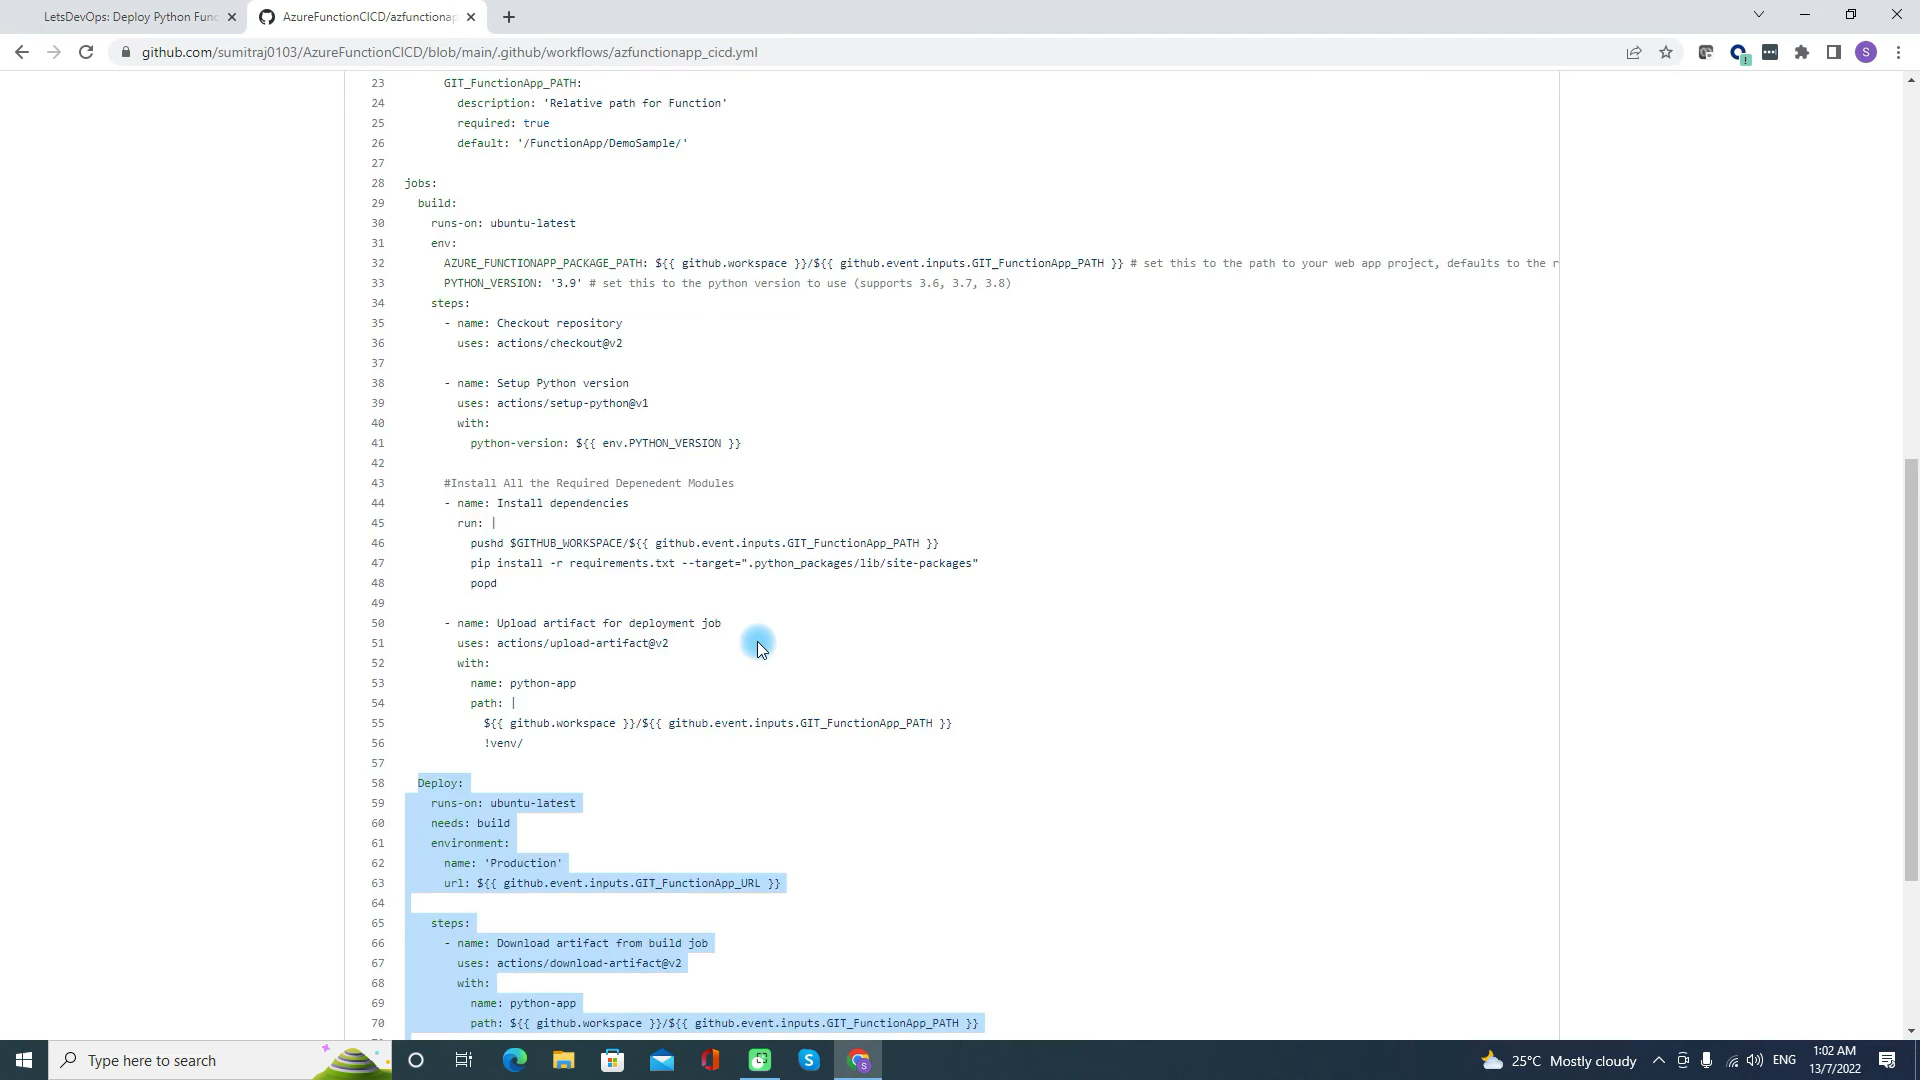 LetsDevOps: Deploy Python Func
AzureFunctionCICD/azfunctionap
github.com/sumitraj0103/AzureFunctionCICD/blob/main/.github/workflows/azfunctionapp_cicd.yml
S
23 GIT_FunctionApp_PATH:
24 description: 'Relative path for Function'
25 required: true
26 default: '/FunctionApp/DemoSample/'
27
28 jobs:
29 build:
30 runs-on: ubuntu-latest
31 env:
32 AZURE_FUNCTIONAPP_PACKAGE_PATH: ${{ github.workspace }}/${{ github.event.inputs.GIT_FunctionApp_PATH }} # set this to the path to your web app project, defaults to the r
33 PYTHON_VERSION: '3.9' # set this to the python version to use (supports 3.6, 3.7, 3.8)
34 steps:
35 - name: Checkout repository
36 uses: actions/checkout@v2
37
38 - name: Setup Python version
39 uses: actions/setup-python@v1
40 with:
41 python-version: ${{ env.PYTHON_VERSION }}
42
43 #Install All the Required Depenedent Modules
44 - name: Install dependencies
45 run: |
46 pushd $GITHUB_WORKSPACE/${{ github.event.inputs.GIT_FunctionApp_PATH }}
47 pip install -r requirements.txt --target=".python_packages/lib/site-packages"
48 popd
49
50 - name: Upload artifact for deployment job
51 uses: actions/upload-artifact@v2
52 with:
53 name: python-app
54 path: |
55 ${{ github.workspace }}/${{ github.event.inputs.GIT_FunctionApp_PATH }}
56 !venv/
57
58 Deploy:
59 runs-on: ubuntu-latest
60 needs: build
61 environment:
62 name: 'Production'
63 url: ${{ github.event.inputs.GIT_FunctionApp_URL }}
64
65 steps:
66 - name: Download artifact from build job
67 uses: actions/download-artifact@v2
68 with:
69 name: python-app
70 path: ${{ github.workspace }}/${{ github.event.inputs.GIT_FunctionApp_PATH }}
Type here to search
25°C Mostly cloudy
ENG
1:02 AM
13/7/2022